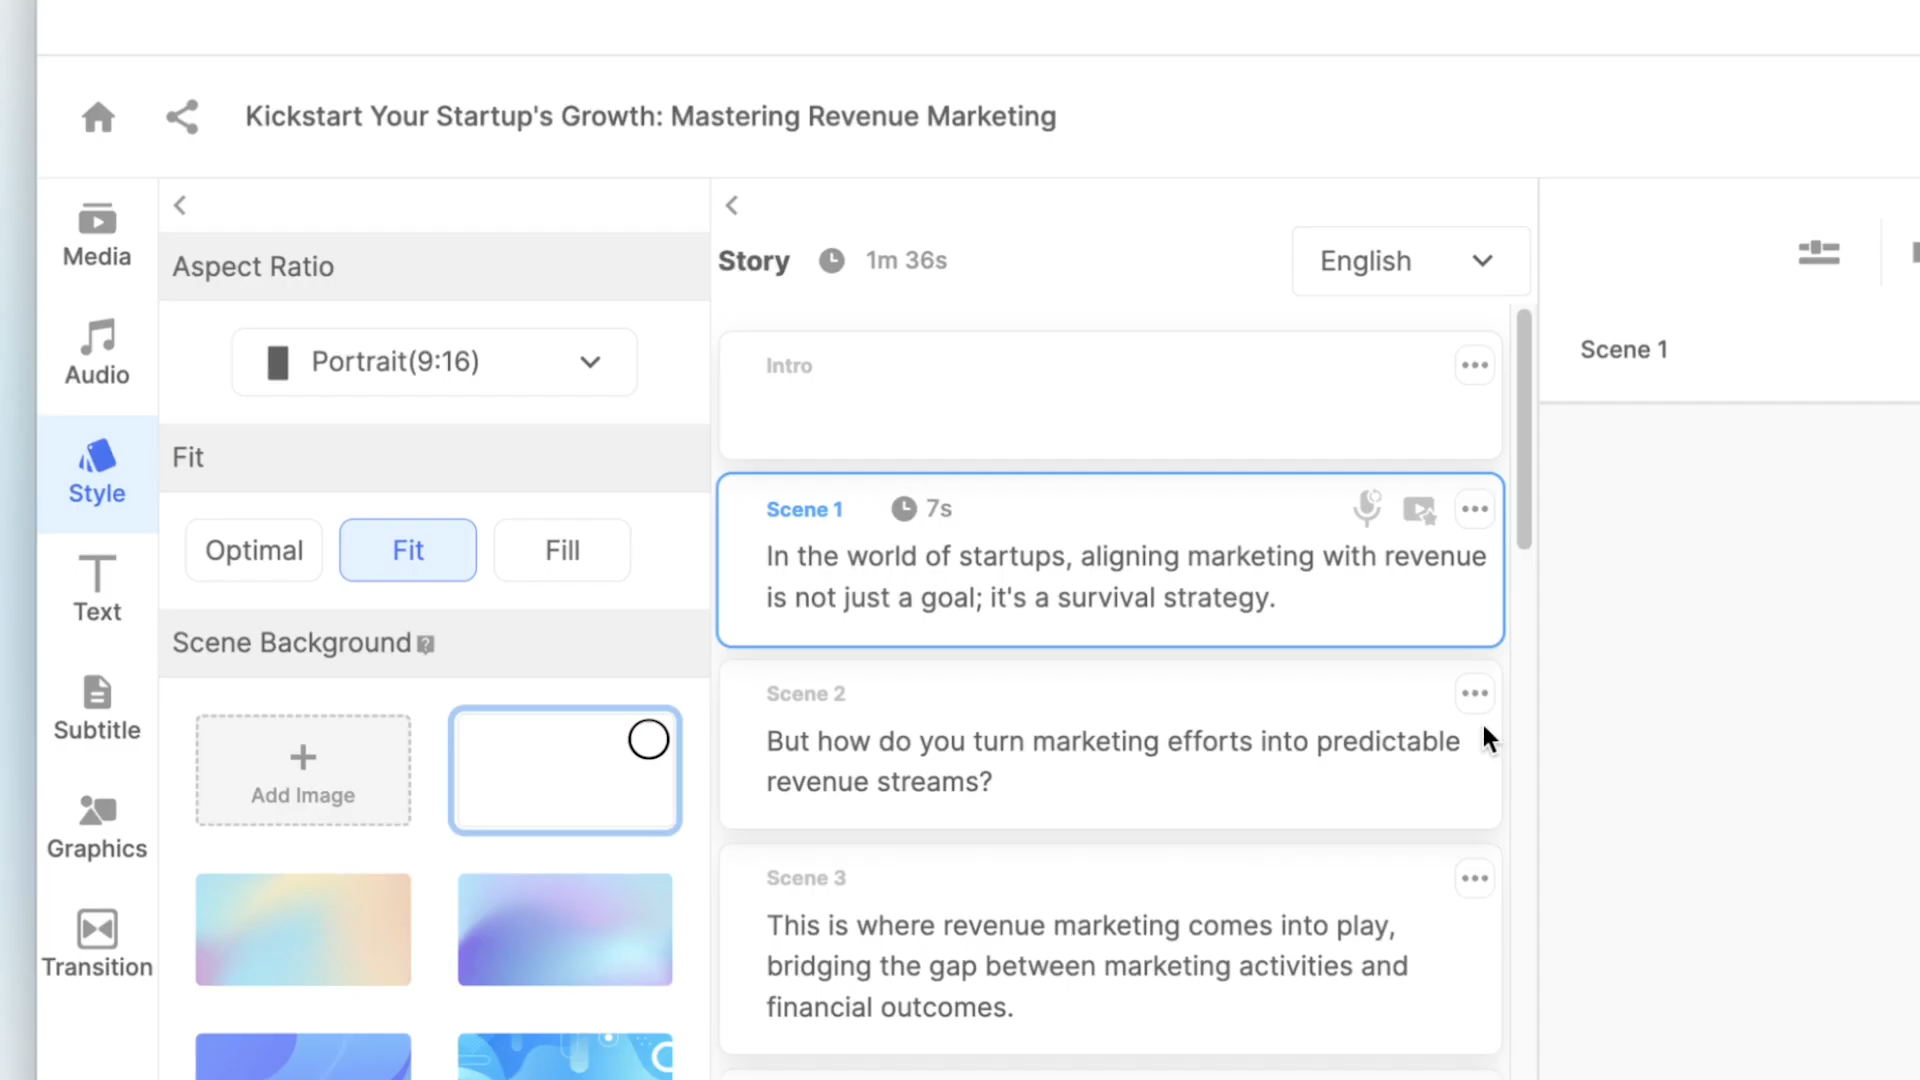 Kickstart Your Startup's Growth: Mastering Revenue Marketing
Media
Audio
Style
Text
Subtitle
Graphics
Transition
Aspect Ratio
Portrait(9:16)
Fit
Optimal
Fit
Fill
Scene Background
?
Add Image
Story
1m 36s
English
Intro
Scene 1
7s
In the world of startups, aligning marketing with revenue
is not just a goal; it's a survival strategy.
Scene 2
But how do you turn marketing efforts into predictable
revenue streams?
Scene 3
This is where revenue marketing comes into play,
bridging the gap between marketing activities and
financial outcomes.
Scene 1